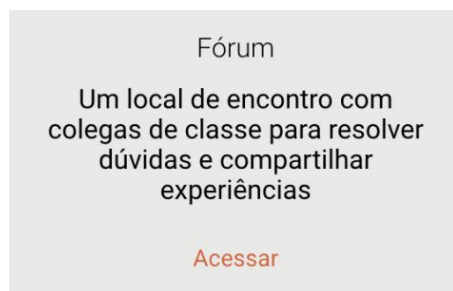 Fórum
Um local de encontro com
colegas de classe para resolver
dúvidas e compartilhar
experiências
Acessar